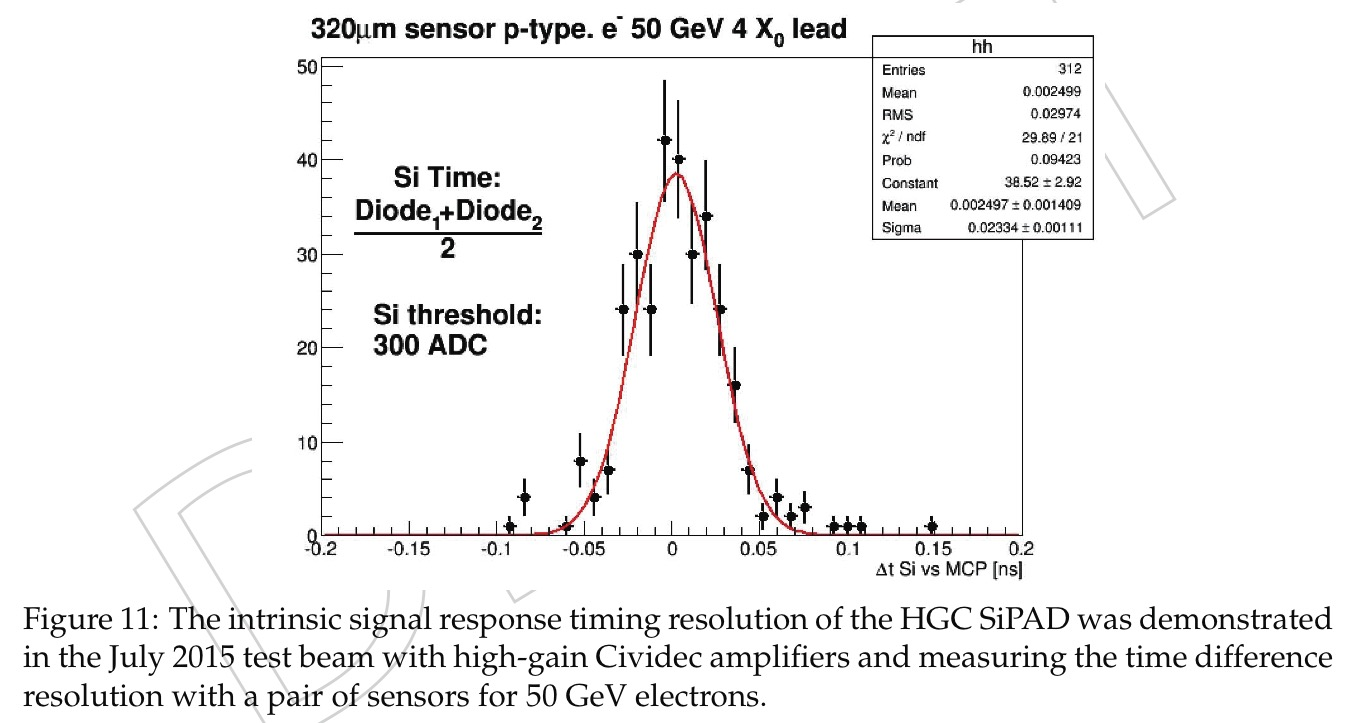 320μm sensor p-type. e⁻ 50 GeV 4 X₀ lead
hh
Entries 312
Mean 0.002499
RMS 0.02974
χ² / ndf 29.89 / 21
Prob 0.09423
Constant 38.52 ± 2.92
Mean 0.002497 ± 0.001409
Sigma 0.02334 ± 0.00111
50
40
30
20
10
0
Si Time:
Diode₁+Diode₂
2
Si threshold:
300 ADC
-0.2 -0.15 -0.1 -0.05 0 0.05 0.1 0.15 0.2
Δt Si vs MCP [ns]
Figure 11: The intrinsic signal response timing resolution of the HGC SiPAD was demonstrated
in the July 2015 test beam with high-gain Cividec amplifiers and measuring the time difference
resolution with a pair of sensors for 50 GeV electrons.